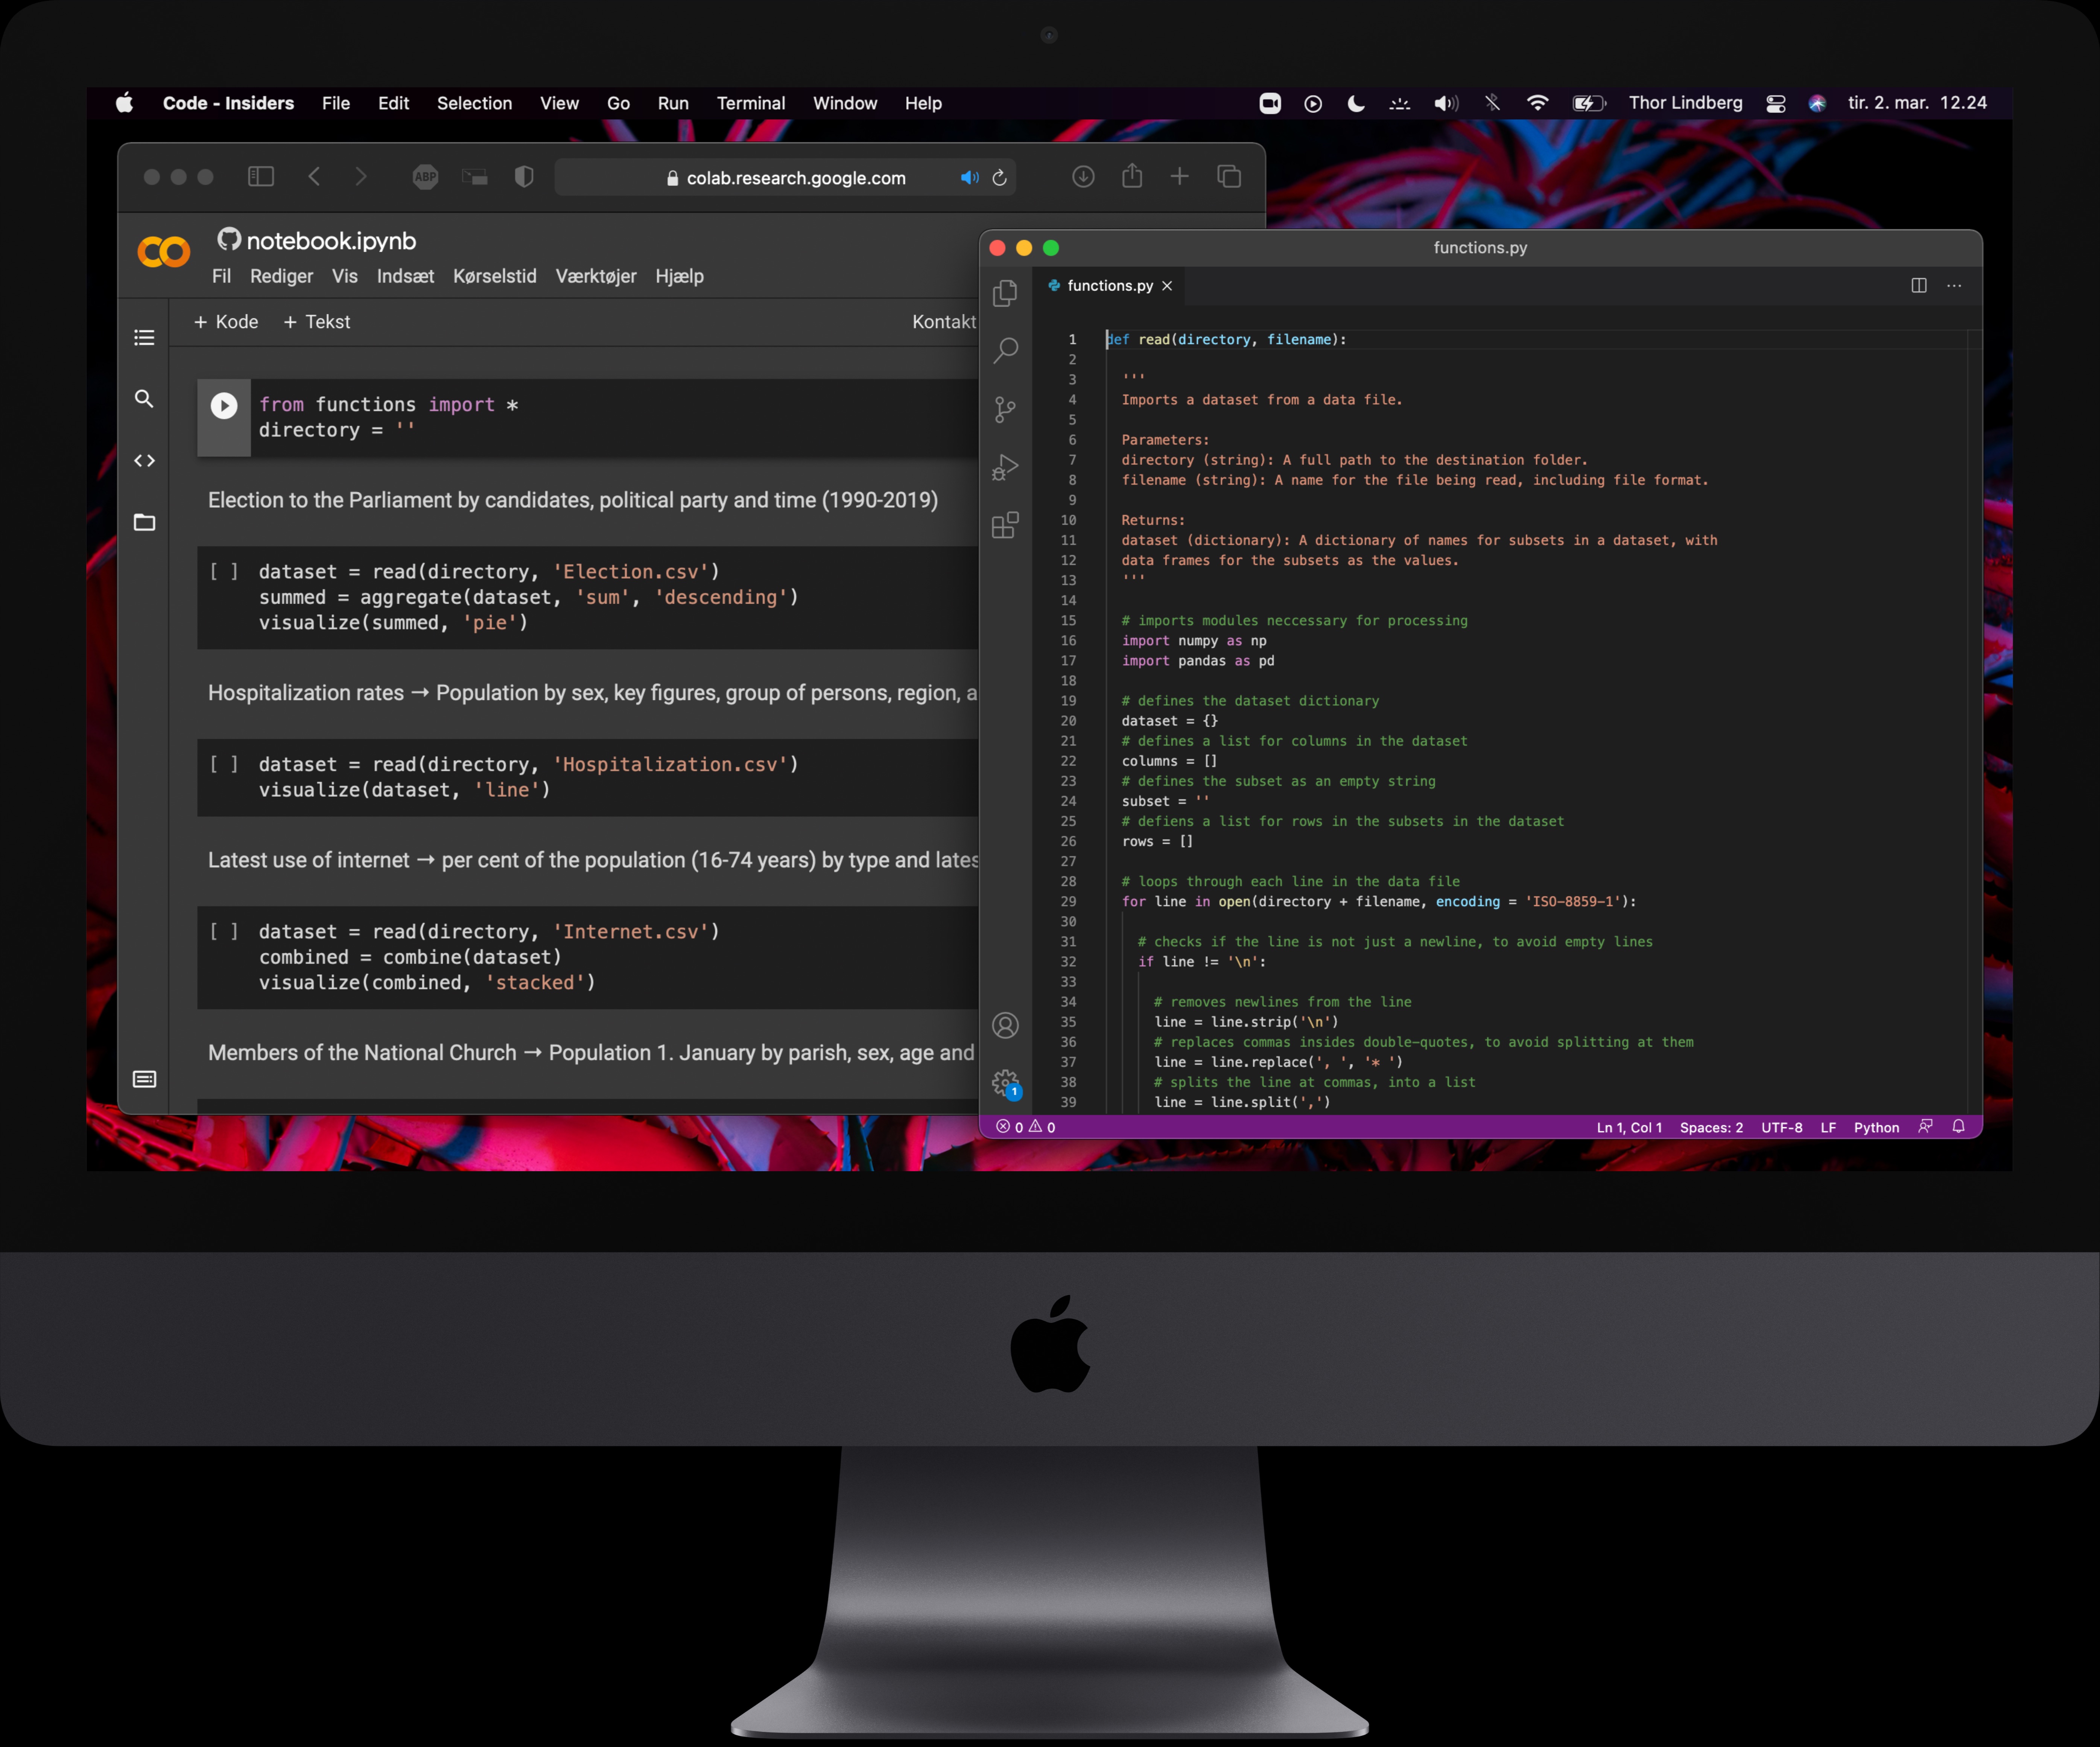 Code - Insiders File Edit Selection View Go Run Terminal Window Help Thor Lindberg tir. 2. mar. 12.24
ABP colab.research.google.com
notebook.ipynb
Fil Rediger Vis Indsæt Kørselstid Værktøjer Hjælp
+ Kode + Tekst Kontakt
from functions import *
directory = ''
Election to the Parliament by candidates, political party and time (1990-2019)
[ ] dataset = read(directory, 'Election.csv')
summed = aggregate(dataset, 'sum', 'descending')
visualize(summed, 'pie')
Hospitalization rates → Population by sex, key figures, group of persons, region, a
[ ] dataset = read(directory, 'Hospitalization.csv')
visualize(dataset, 'line')
Latest use of internet → per cent of the population (16-74 years) by type and lates
[ ] dataset = read(directory, 'Internet.csv')
combined = combine(dataset)
visualize(combined, 'stacked')
Members of the National Church → Population 1. January by parish, sex, age and
functions.py
functions.py
1 def read(directory, filename):
2
3 '''
4 Imports a dataset from a data file.
5
6 Parameters:
7 directory (string): A full path to the destination folder.
8 filename (string): A name for the file being read, including file format.
9
10 Returns:
11 dataset (dictionary): A dictionary of names for subsets in a dataset, with
12 data frames for the subsets as the values.
13 '''
14
15 # imports modules neccessary for processing
16 import numpy as np
17 import pandas as pd
18
19 # defines the dataset dictionary
20 dataset = {}
21 # defines a list for columns in the dataset
22 columns = []
23 # defines the subset as an empty string
24 subset = ''
25 # defiens a list for rows in the subsets in the dataset
26 rows = []
27
28 # loops through each line in the data file
29 for line in open(directory + filename, encoding = 'ISO-8859-1'):
30
31 # checks if the line is not just a newline, to avoid empty lines
32 if line != '\n':
33
34 # removes newlines from the line
35 line = line.strip('\n')
36 # replaces commas insides double-quotes, to avoid splitting at them
37 line = line.replace(', ', '* ')
38 # splits the line at commas, into a list
39 line = line.split(',')
1
0 0 Ln 1, Col 1 Spaces: 2 UTF-8 LF Python